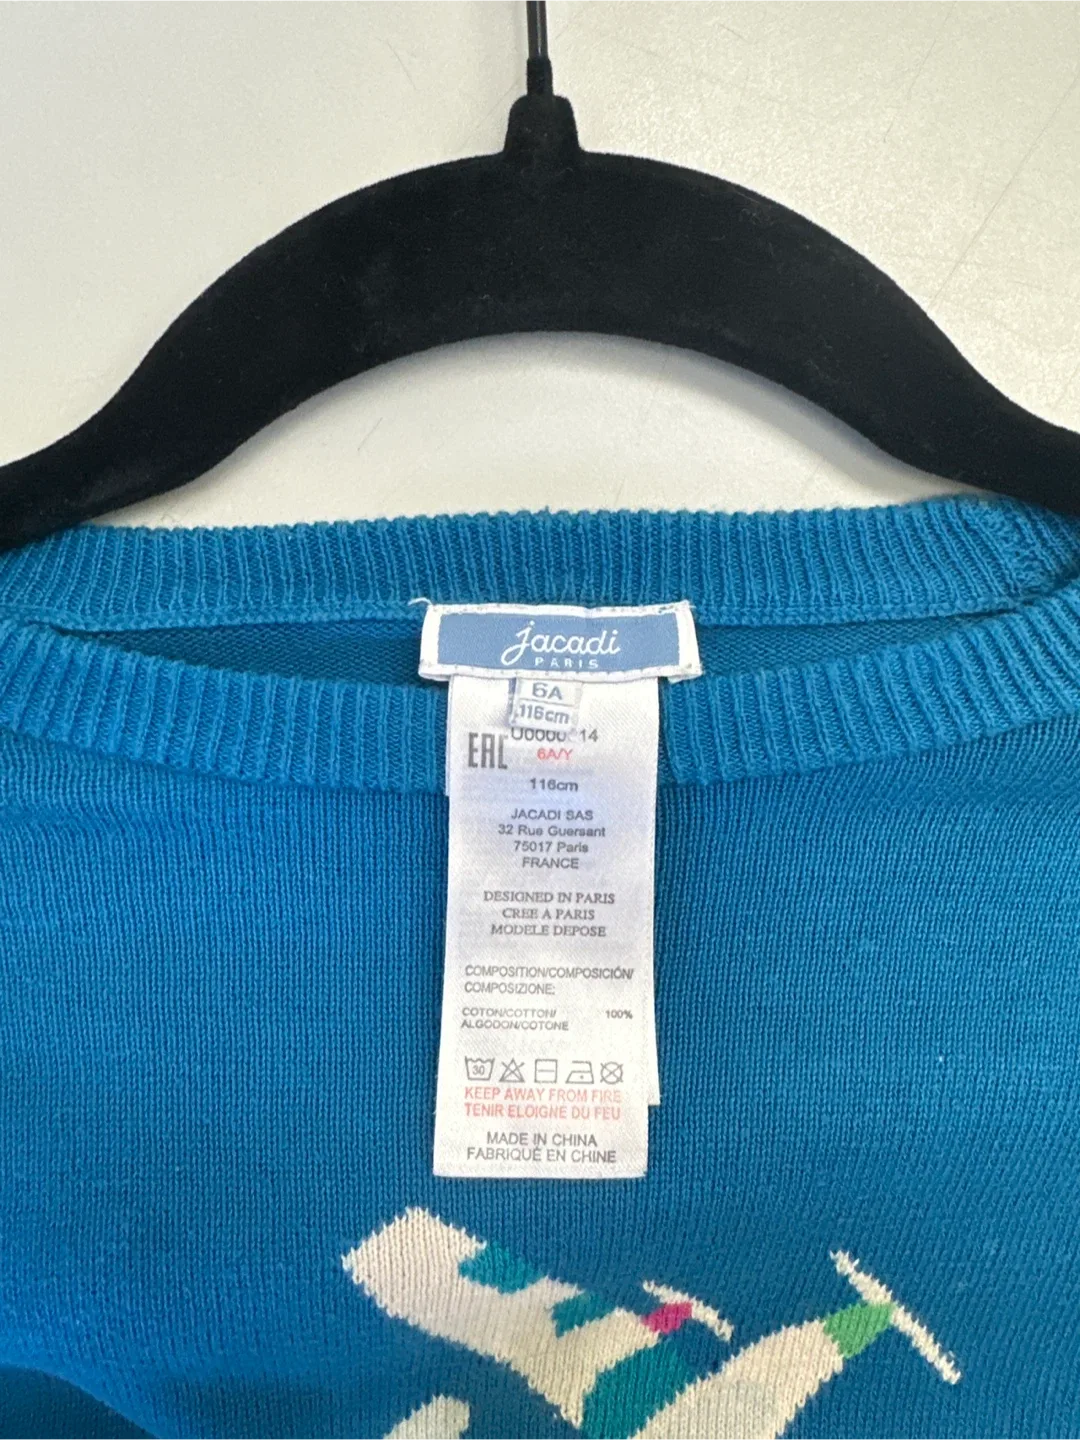 jacadi
PARIS
6A
116cm
EAC
6A/Y
116cm
JACADI SAS
32 Rue Guersant
75017 Paris
FRANCE
DESIGNED IN PARIS
CREE A PARIS
MODELE DEPOSE
COMPOSITION/COMPOSICIÓN/
COMPOSIZIONE:
COTON/COTTON/ 100%
ALGODON/COTONE
30
KEEP AWAY FROM FIRE
TENIR ELOIGNE DU FEU
MADE IN CHINA
FABRIQUÉ EN CHINE